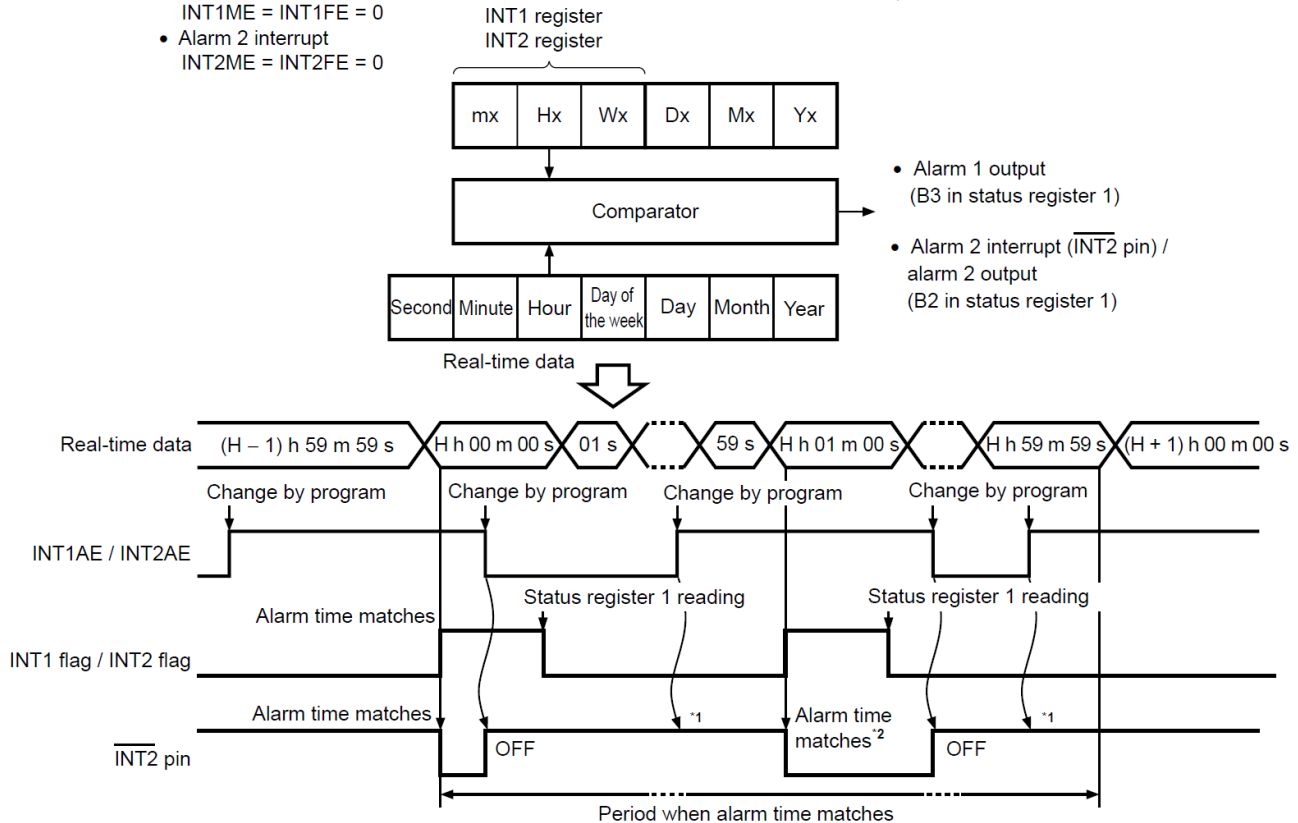 INT1ME = INT1FE = 0
• Alarm 2 interrupt
INT2ME = INT2FE = 0
INT1 register
INT2 register
mx Hx Wx Dx Mx Yx
Comparator
• Alarm 1 output
(B3 in status register 1)
• Alarm 2 interrupt (INT2 pin) /
alarm 2 output
(B2 in status register 1)
Second Minute Hour Day of the week Day Month Year
Real-time data
Real-time data (H − 1) h 59 m 59 s H h 00 m 00 s 01 s 59 s H h 01 m 00 s H h 59 m 59 s (H + 1) h 00 m 00 s
Change by program Change by program Change by program Change by program
INT1AE / INT2AE
Status register 1 reading Status register 1 reading
Alarm time matches
INT1 flag / INT2 flag
Alarm time matches *1 Alarm time matches*2 *1
INT2 pin OFF OFF
Period when alarm time matches